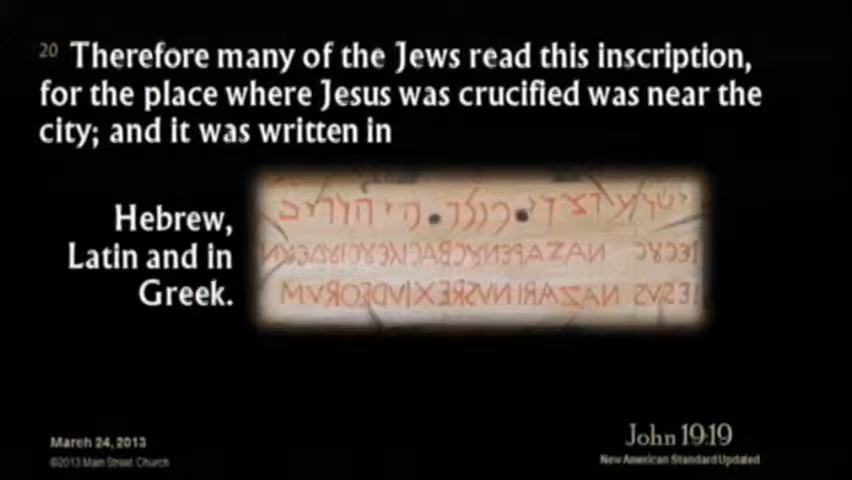 20 Therefore many of the Jews read this inscription,
for the place where Jesus was crucified was near the
city; and it was written in
Hebrew,
Latin and in
Greek.
March 24, 2013
©2013 Main Street Church
John 19:19
New American Standard Updated